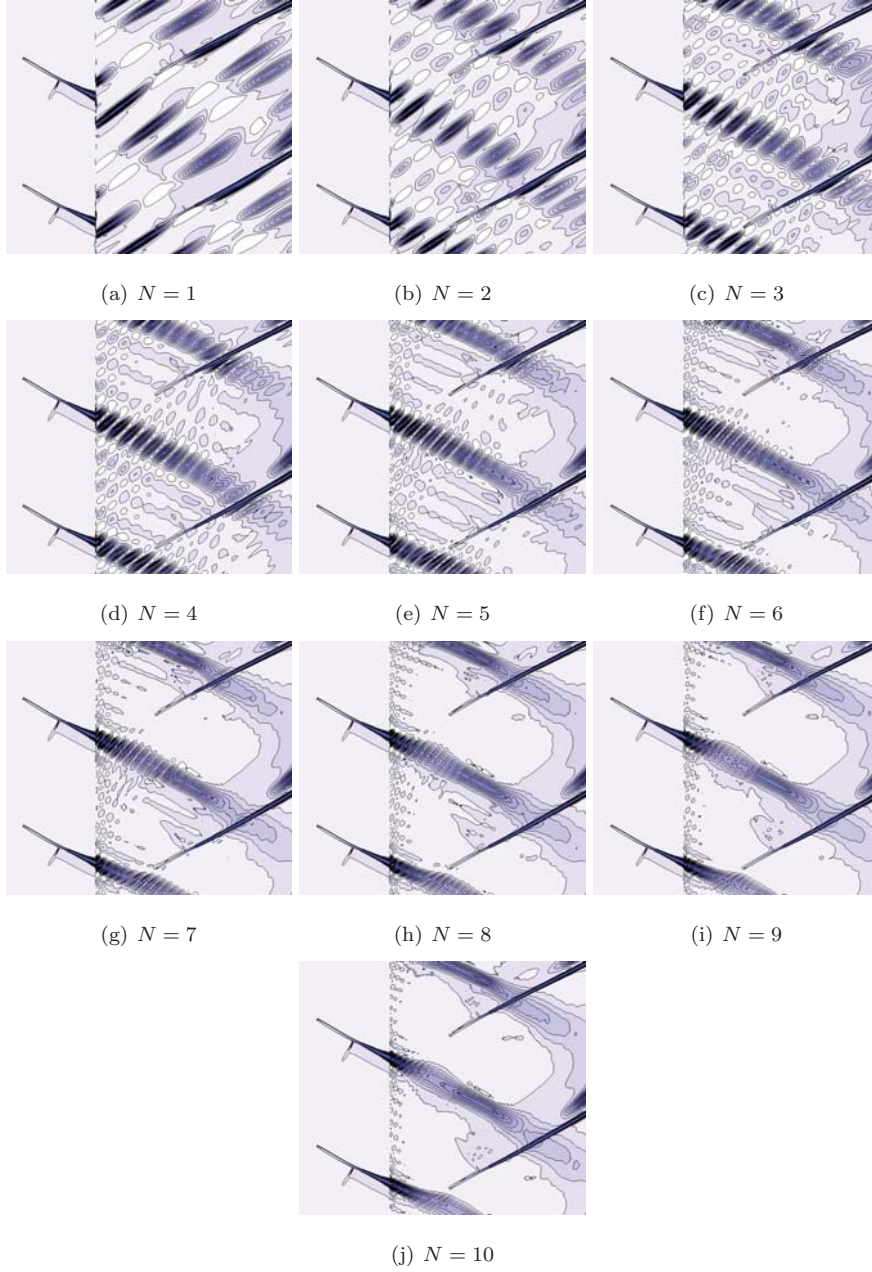 (a) N = 1
(b) N = 2
(c) N = 3
(d) N = 4
(e) N = 5
(f) N = 6
(g) N = 7
(h) N = 8
(i) N = 9
(j) N = 10